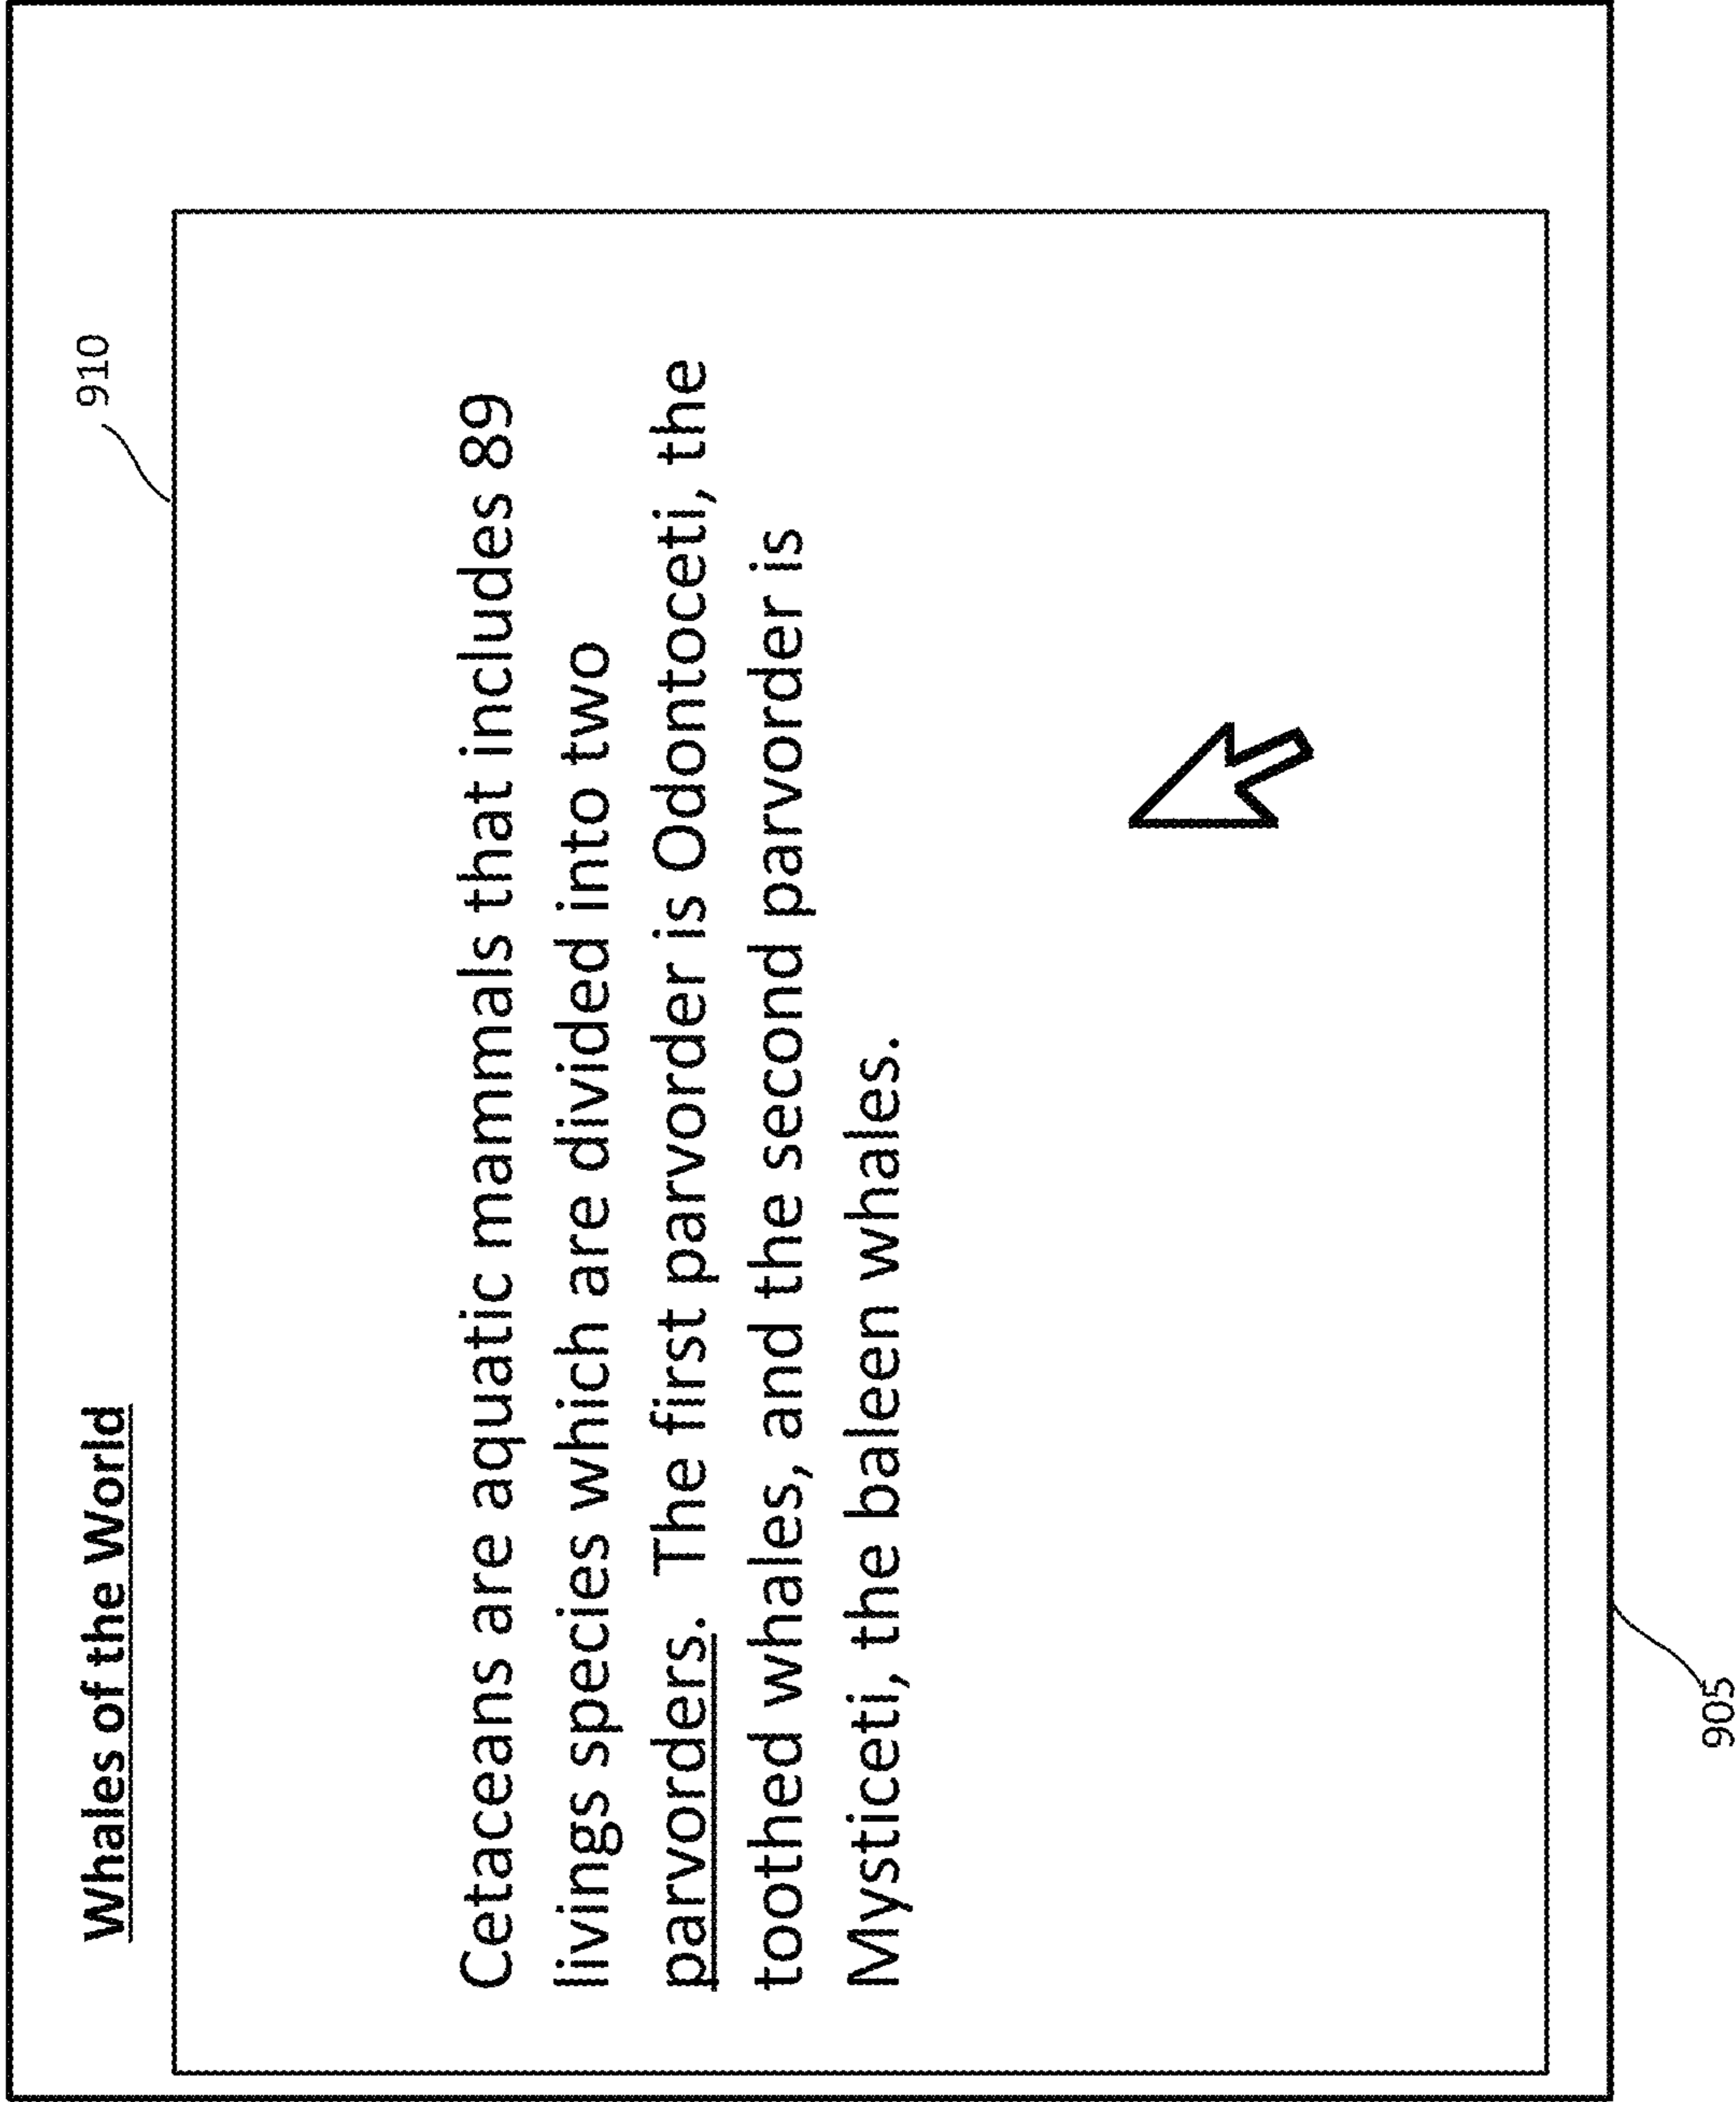 Whales of the World
910
Cetaceans are aquatic mammals that includes 89
livings species which are divided into two
parvorders. The first parvorder is Odontoceti, the
toothed whales, and the second parvorder is
Mysticeti, the baleen whales.
905